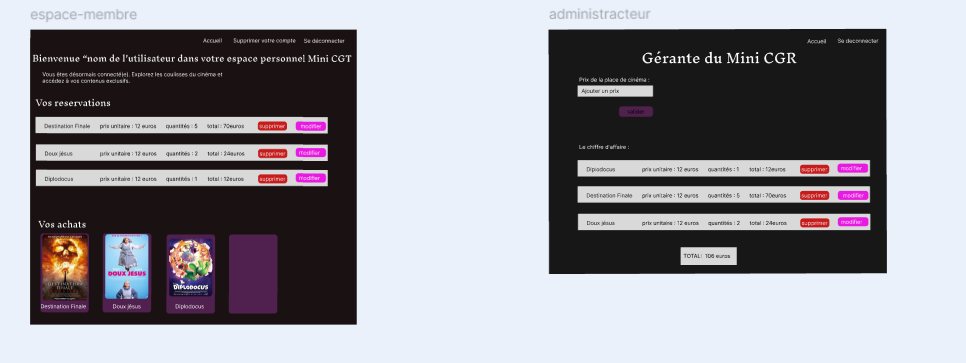 espace-membre
Accueil Supprimer votre compte Se déconnecter
Bienvenue “nom de l’utilisateur dans votre espace personnel Mini CGT
Vous êtes désormais connecté(e). Explorez les coulisses du cinéma et
accédez à vos contenus exclusifs.
Vos reservations
Destination Finale prix unitaire : 12 euros quantités : 5 total : 70euros supprimer modifier
Doux jésus prix unitaire : 12 euros quantités : 2 total : 24euros supprimer modifier
Diplodocus prix unitaire : 12 euros quantités : 1 total : 12euros supprimer modifier
Vos achats
DESTINATION
FINALE
DOUX JÉSUS
DIPLODOCUS
Destination Finale
Doux jésus
Diplodocus
administracteur
Accueil Se deconnecter
Gérante du Mini CGR
Prix de la place de cinéma :
Ajouter un prix
valider
Le chiffre d'affaire :
Dipodocus prix unitaire : 12 euros quantités : 1 total : 12euros supprimer modifier
Destination Finale prix unitaire : 12 euros quantités : 5 total : 70euros supprimer modifier
Doux jésus prix unitaire : 12 euros quantités : 2 total : 24euros supprimer modifier
TOTAL: 106 euros